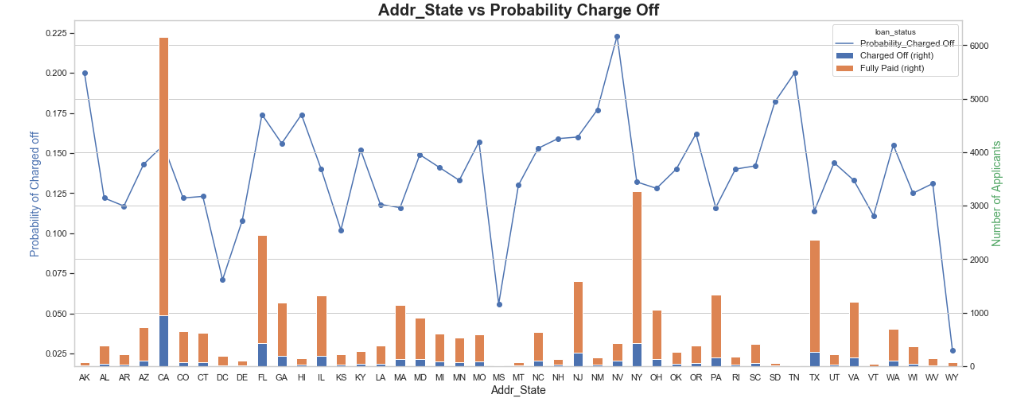 Addr_State vs Probability Charge Off
loan_status
Probability_Charged Off
Charged Off (right)
Fully Paid (right)
Probability of Charged off
0.225
0.200
0.175
0.150
0.125
0.100
0.075
0.050
0.025
6000
5000
4000
3000
2000
1000
0
Number of Applicants
AK AL AR AZ CA CO CT DC DE FL GA HI IL KS KY LA MA MD MI MN MO MS MT NC NH NJ NM NV NY OH OK OR PA RI SC SD TN TX UT VA VT WA WI WV WY
Addr_State